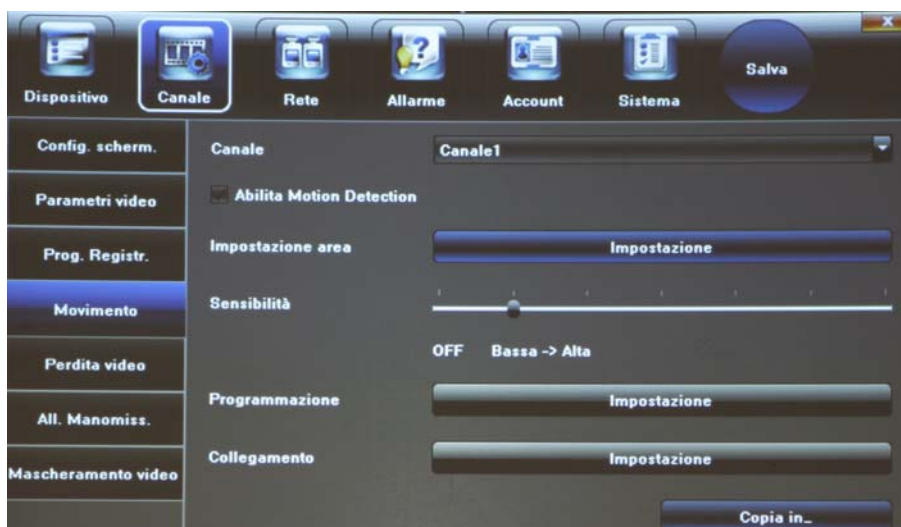 Dispositivo
Canale
Rete
Allarme
Account
Sistema
Salva
Config. scherm.
Parametri video
Prog. Registr.
Movimento
Perdita video
All. Manomiss.
Mascheramento video
Canale
Canale1
Abilita Motion Detection
Impostazione area
Impostazione
Sensibilità
OFF Bassa -> Alta
Programmazione
Impostazione
Collegamento
Impostazione
Copia in…